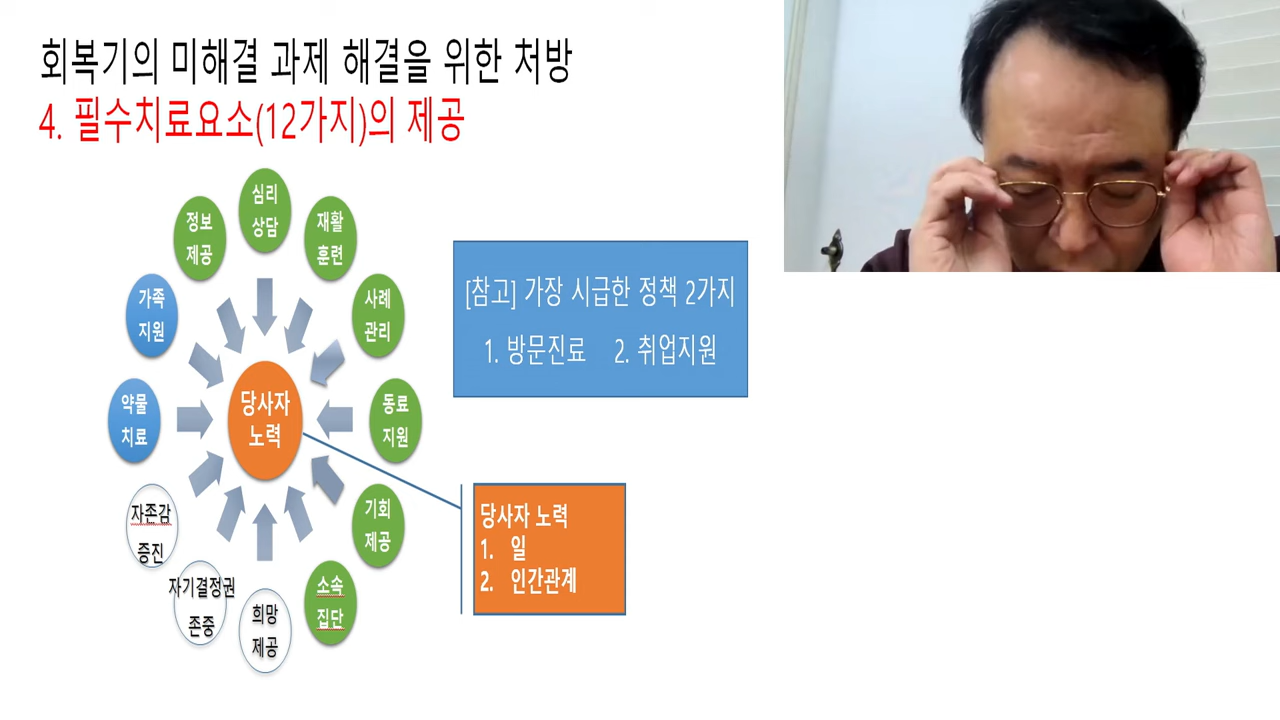 회복기의 미해결 과제 해결을 위한 처방
4. 필수치료요소(12가지)의 제공
심리
상담
재활
훈련
사례
관리
동료
지원
기회
제공
소속
집단
희망
제공
자기결정권
존중
자존감
증진
약물
치료
가족
지원
정보
제공
당사자
노력
[참고] 가장 시급한 정책 2가지
1. 방문진료 2. 취업지원
당사자 노력
1. 일
2. 인간관계